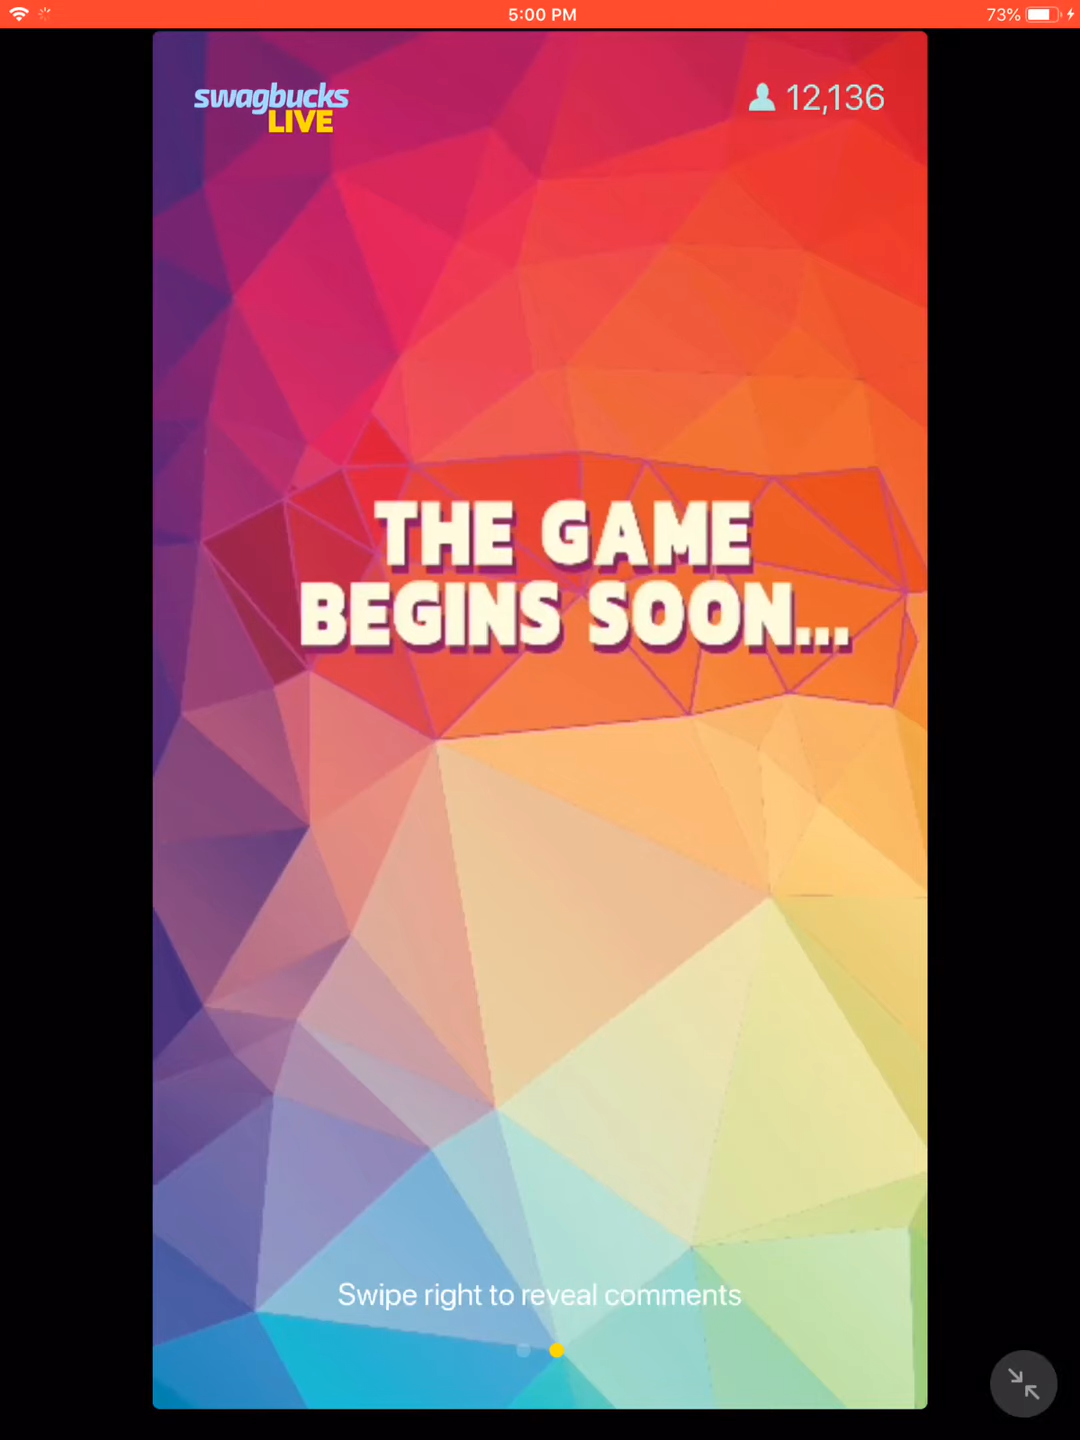 5:00 PM
73%
swagbucks
LIVE
12,136
THE GAME
BEGINS SOON...
Swipe right to reveal comments